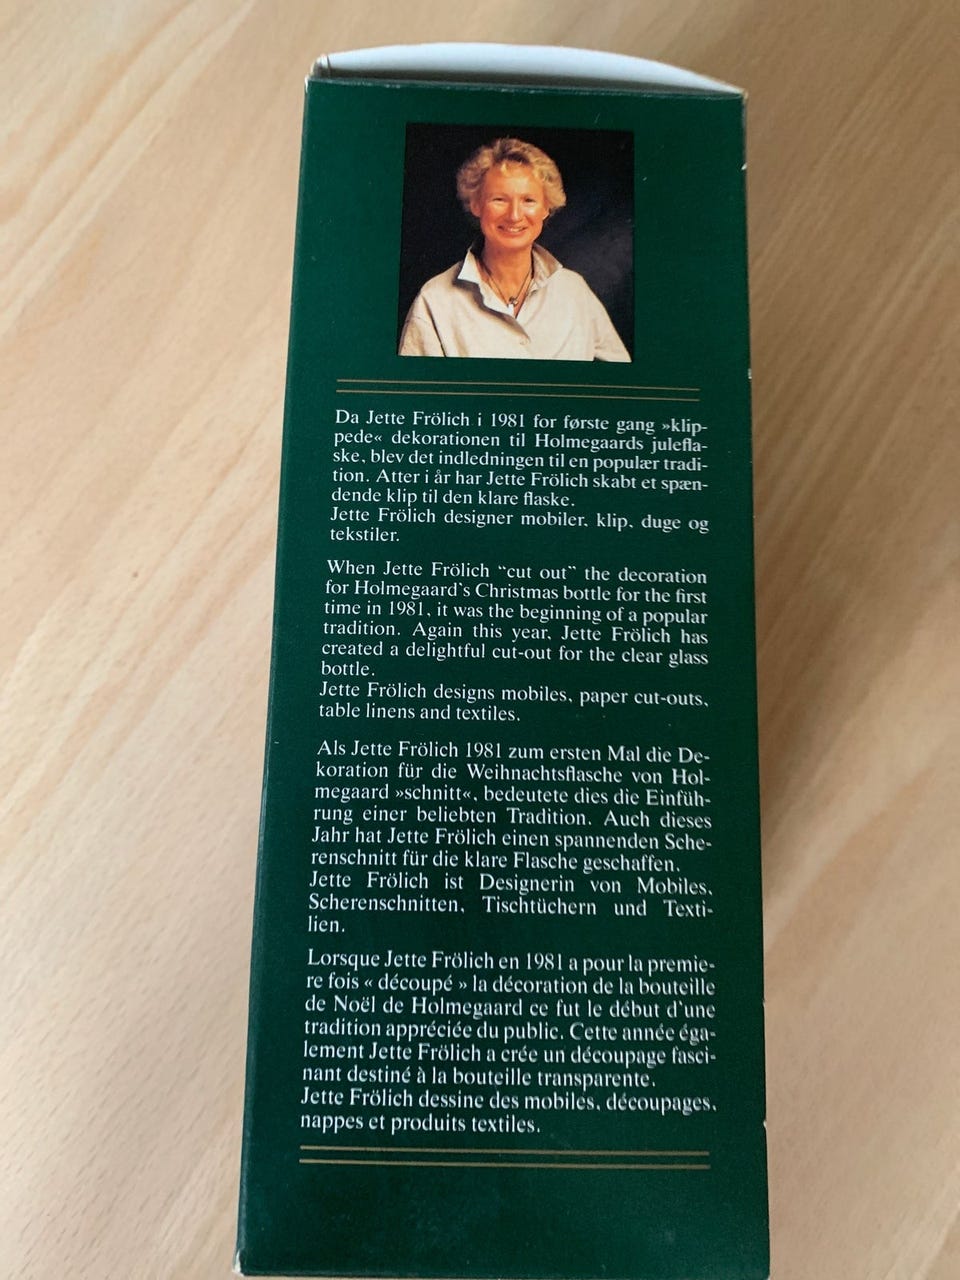 Da Jette Frölich i 1981 for første gang »klip-
pede« dekorationen til Holmegaards julefla-
ske, blev det indledningen til en populær tradi-
tion. Atter i år har Jette Frölich skabt et spæn-
dende klip til den klare flaske.
Jette Frölich designer mobiler, klip, duge og
tekstiler.
When Jette Frölich “cut out” the decoration
for Holmegaard's Christmas bottle for the first
time in 1981, it was the beginning of a popular
tradition. Again this year, Jette Frölich has
created a delightful cut-out for the clear glass
bottle.
Jette Frölich designs mobiles, paper cut-outs,
table linens and textiles.
Als Jette Frölich 1981 zum ersten Mal die De-
koration für die Weihnachtsflasche von Hol-
megaard »schnitt«, bedeutete dies die Einfüh-
rung einer beliebten Tradition. Auch dieses
Jahr hat Jette Frölich einen spannenden Sche-
renschnitt für die klare Flasche geschaffen.
Jette Frölich ist Designerin von Mobiles,
Scherenschnitten, Tischtüchern und Texti-
lien.
Lorsque Jette Frölich en 1981 a pour la premie-
re fois « découpé » la décoration de la bouteille
de Noël de Holmegaard ce fut le début d'une
tradition appréciée du public. Cette année éga-
lement Jette Frölich a crée un découpage fasci-
nant destiné à la bouteille transparente.
Jette Frölich dessine des mobiles, découpages,
nappes et produits textiles.